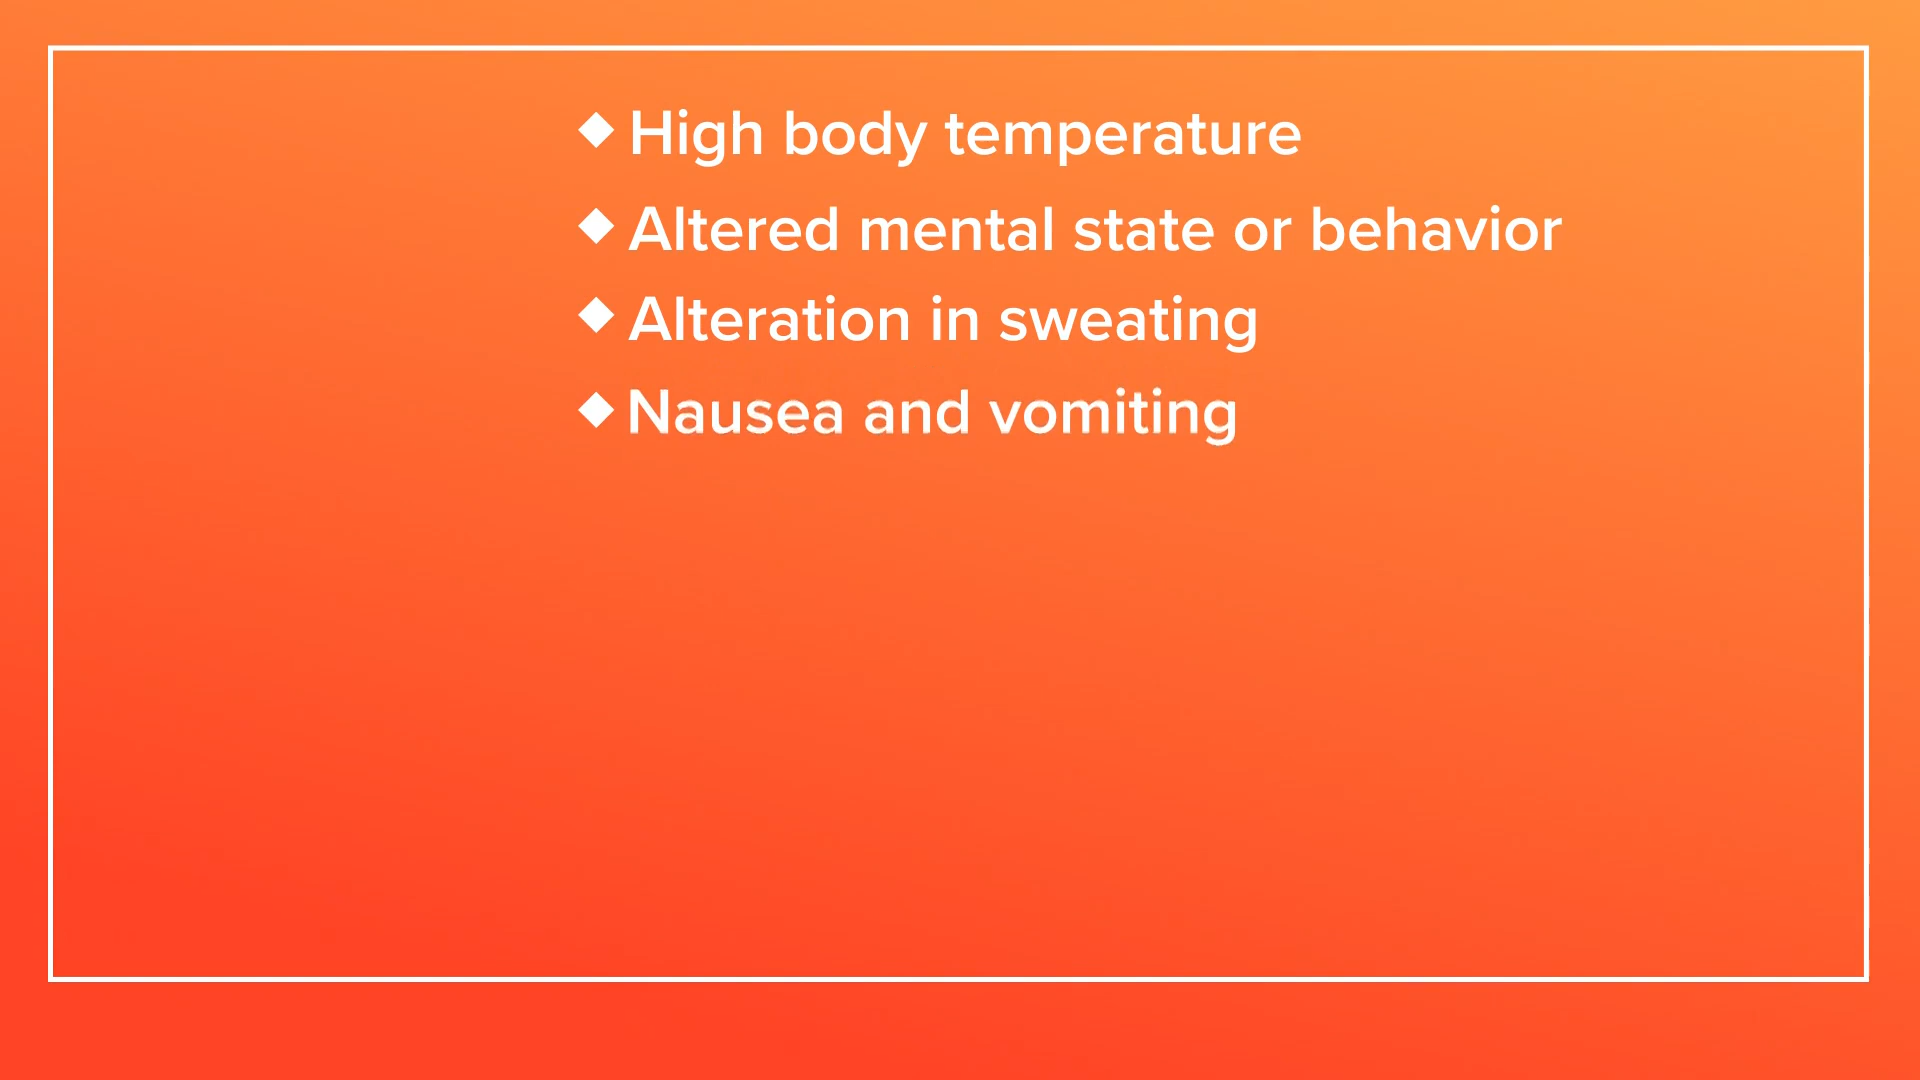 ◆ High body temperature
◆ Altered mental state or behavior
◆ Alteration in sweating
◆ Nausea and vomiting